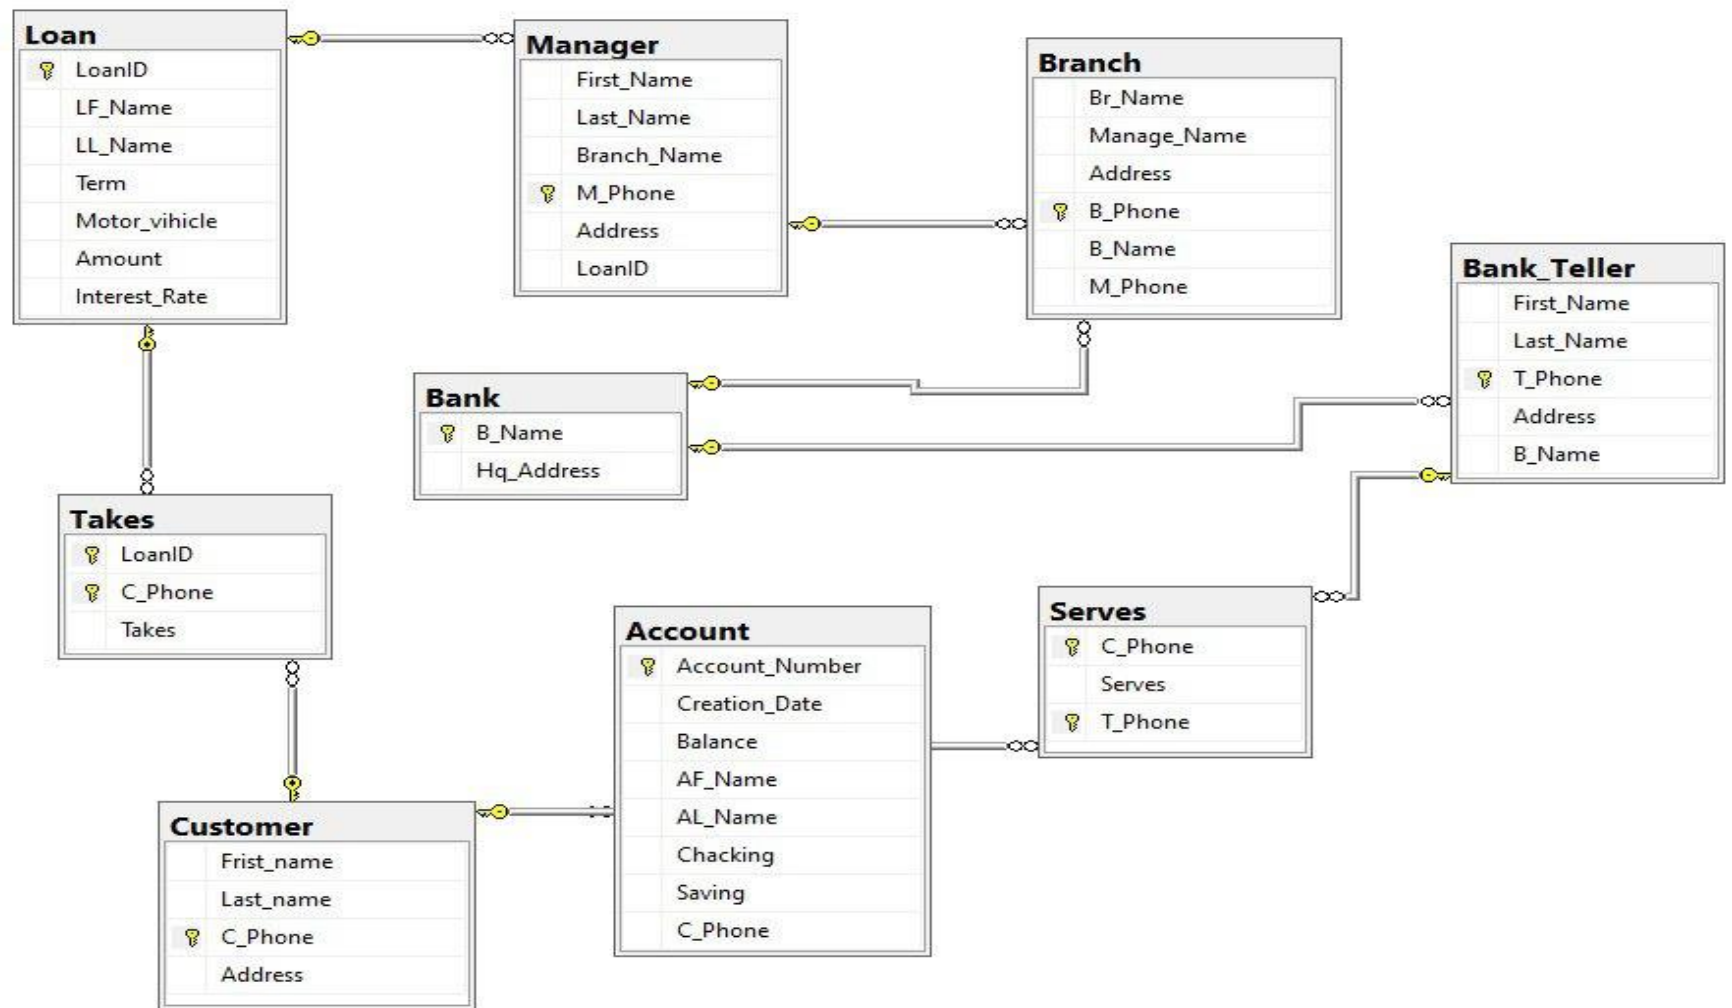 Loan
LoanID
LF_Name
LL_Name
Term
Motor_vihicle
Amount
Interest_Rate
Manager
First_Name
Last_Name
Branch_Name
M_Phone
Address
LoanID
Branch
Br_Name
Manage_Name
Address
B_Phone
B_Name
M_Phone
Bank_Teller
First_Name
Last_Name
T_Phone
Address
B_Name
Bank
B_Name
Hq_Address
Takes
LoanID
C_Phone
Takes
Account
Account_Number
Creation_Date
Balance
AF_Name
AL_Name
Chacking
Saving
C_Phone
Serves
C_Phone
Serves
T_Phone
Customer
Frist_name
Last_name
C_Phone
Address